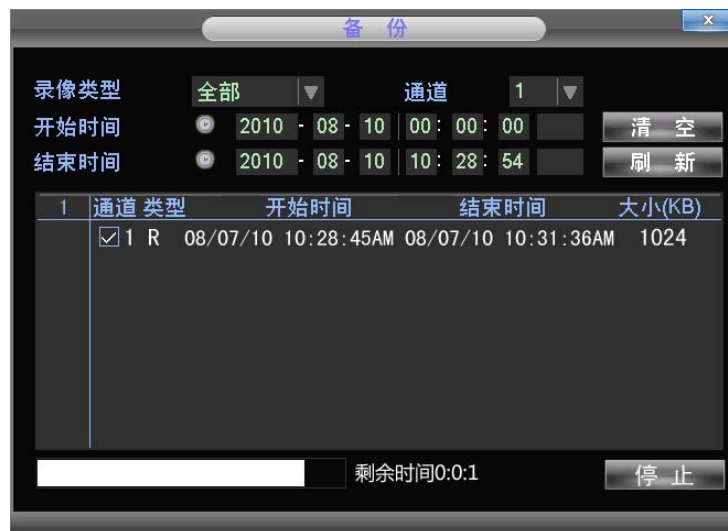 备 份
录像类型 全部 通道 1
开始时间 2010 - 08 - 10 00 : 00 : 00 清 空
结束时间 2010 - 08 - 10 10 : 28 : 54 刷 新
1 通道 类型 开始时间 结束时间 大小(KB)
1 R 08/07/10 10:28:45AM 08/07/10 10:31:36AM 1024
剩余时间0:0:1 停 止